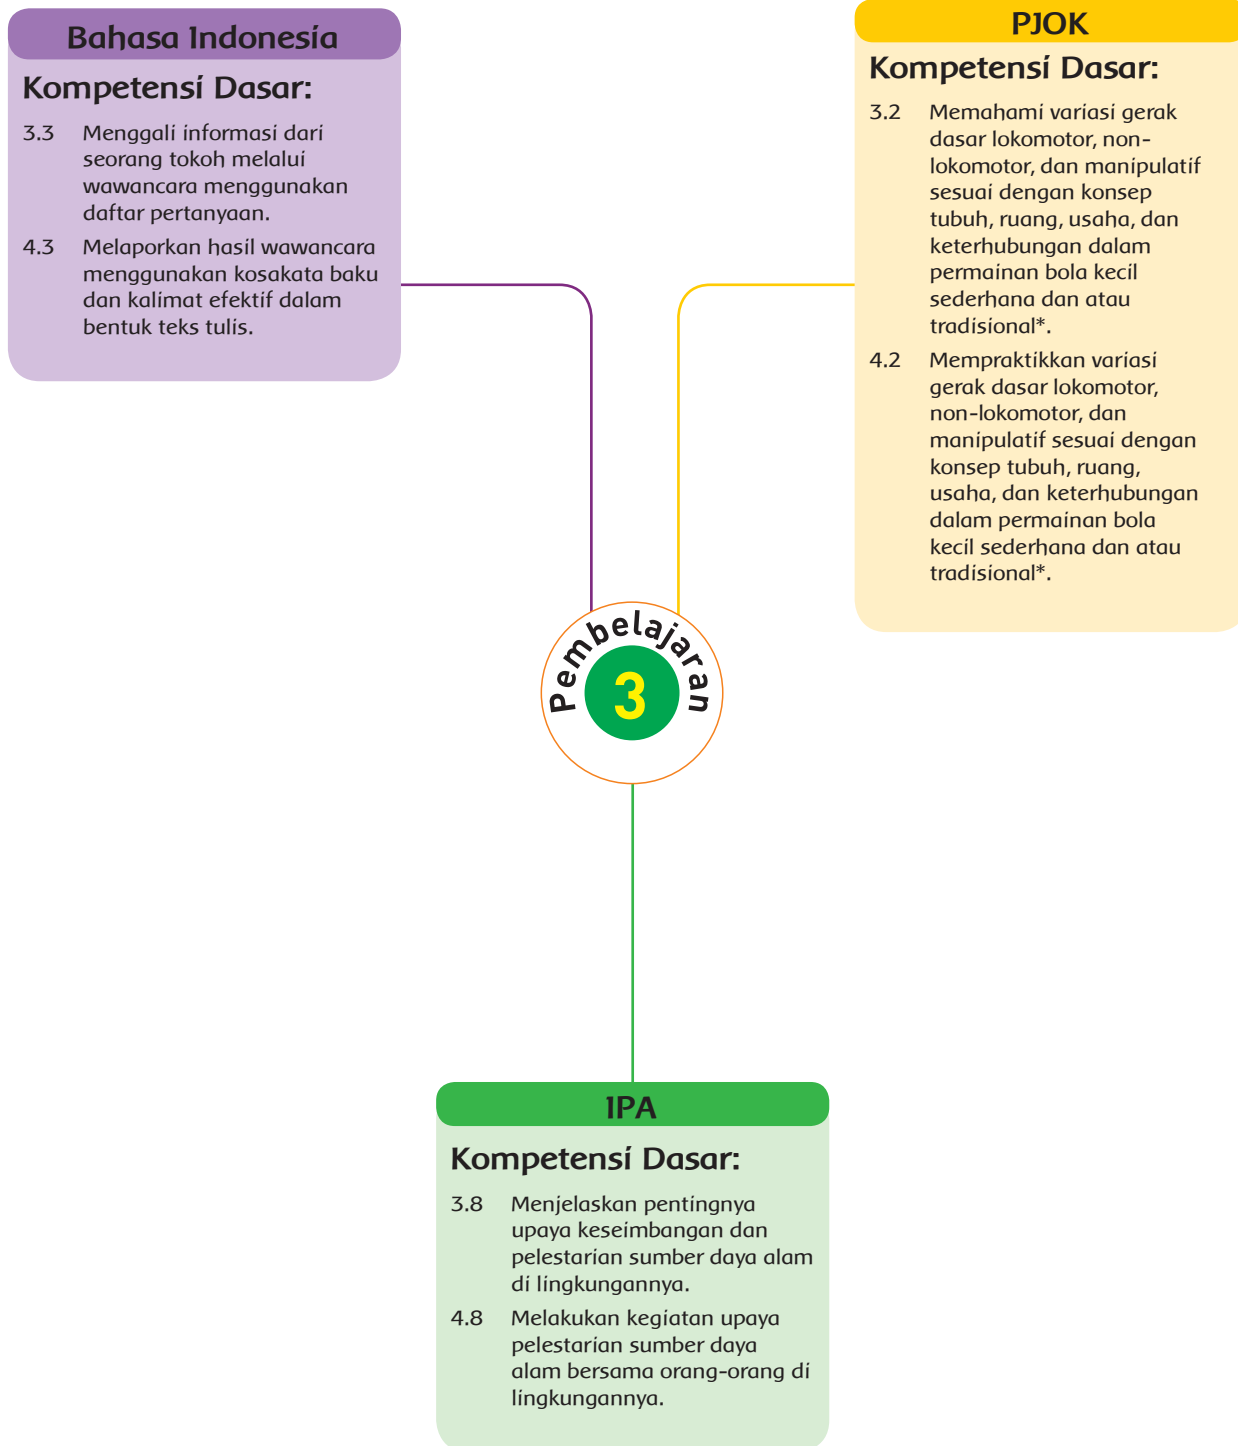 Bahasa Indonesia
Kompetensi Dasar:
3.3 Menggali informasi dari
seorang tokoh melalui
wawancara menggunakan
daftar pertanyaan.
4.3 Melaporkan hasil wawancara
menggunakan kosakata baku
dan kalimat efektif dalam
bentuk teks tulis.
PJOK
Kompetensi Dasar:
3.2 Memahami variasi gerak
dasar lokomotor, non-
lokomotor, dan manipulatif
sesuai dengan konsep
tubuh, ruang, usaha, dan
keterhubungan dalam
permainan bola kecil
sederhana dan atau
tradisional*.
4.2 Mempraktikkan variasi
gerak dasar lokomotor,
non-lokomotor, dan
manipulatif sesuai dengan
konsep tubuh, ruang,
usaha, dan keterhubungan
dalam permainan bola
kecil sederhana dan atau
tradisional*.
Pembelajaran
3
IPA
Kompetensi Dasar:
3.8 Menjelaskan pentingnya
upaya keseimbangan dan
pelestarian sumber daya alam
di lingkungannya.
4.8 Melakukan kegiatan upaya
pelestarian sumber daya
alam bersama orang-orang di
lingkungannya.